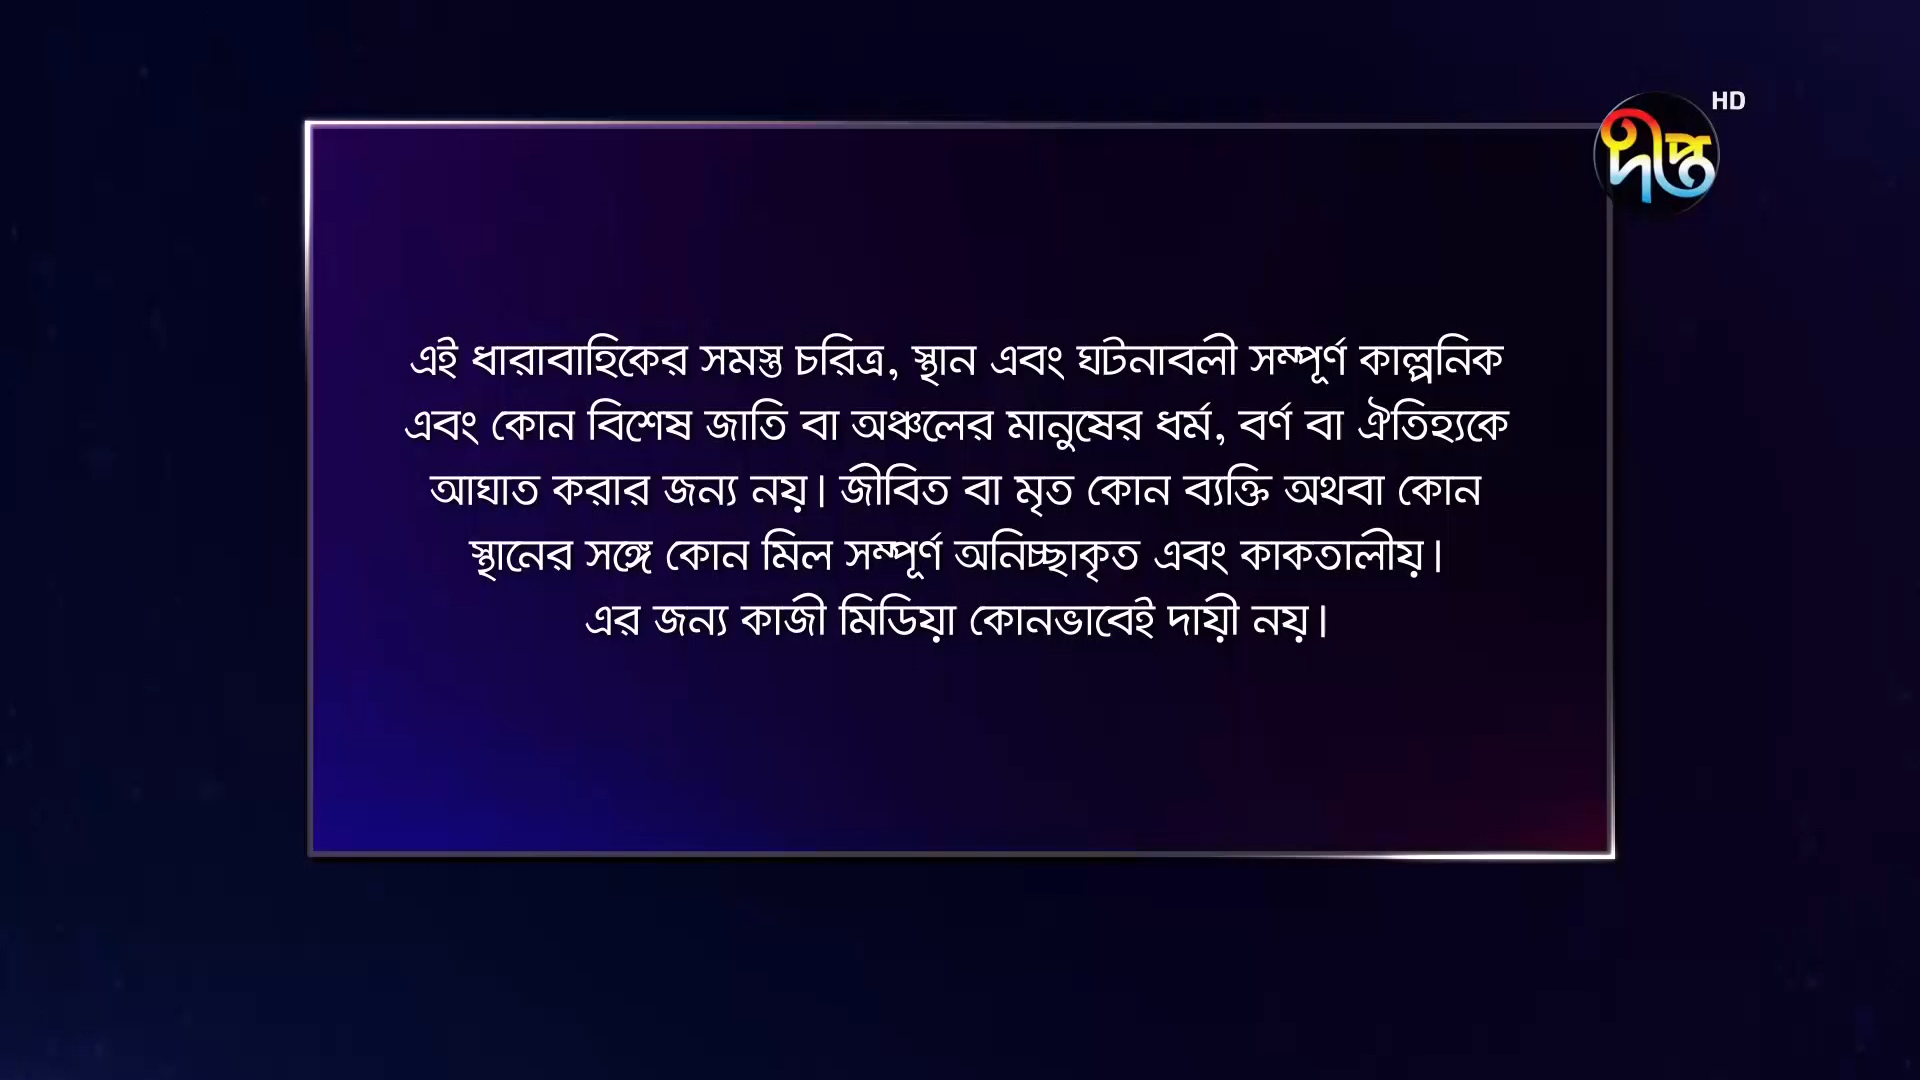 HD
দীপ্ত
এই ধারাবাহিকের সমস্ত চরিত্র, স্থান এবং ঘটনাবলী সম্পূর্ণ কাল্পনিক
এবং কোন বিশেষ জাতি বা অঞ্চলের মানুষের ধর্ম, বর্ণ বা ঐতিহ্যকে
আঘাত করার জন্য নয়। জীবিত বা মৃত কোন ব্যক্তি অথবা কোন
স্থানের সঙ্গে কোন মিল সম্পূর্ণ অনিচ্ছাকৃত এবং কাকতালীয়।
এর জন্য কাজী মিডিয়া কোনভাবেই দায়ী নয়।